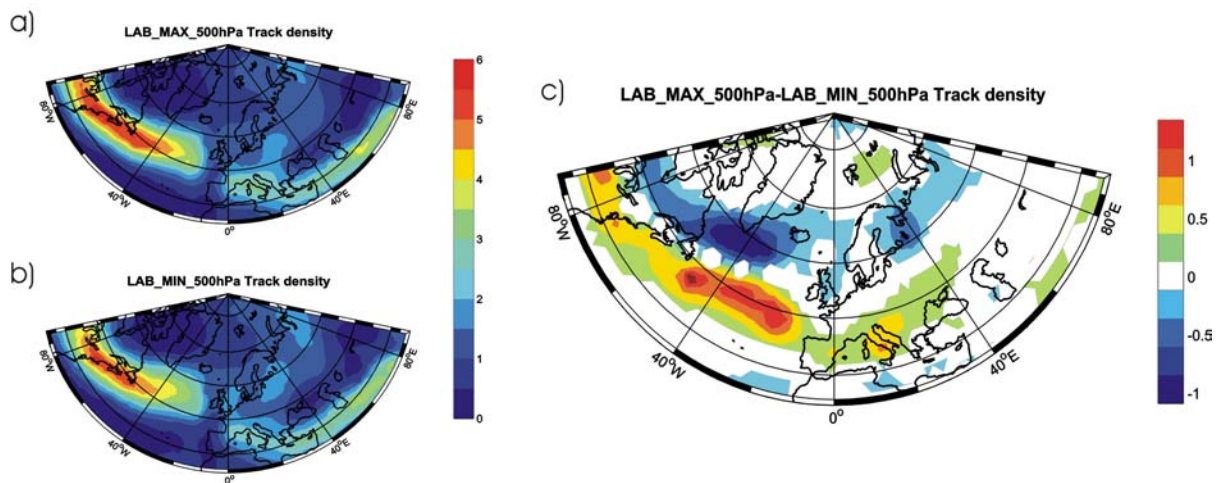 a)
LAB_MAX_500hPa Track density
80°W
40°W
0°
40°E
80°E
b)
LAB_MIN_500hPa Track density
80°W
40°W
0°
40°E
80°E
6
5
4
3
2
1
0
c)
LAB_MAX_500hPa-LAB_MIN_500hPa Track density
80°W
40°W
0°
40°E
80°E
1
0.5
0
-0.5
-1